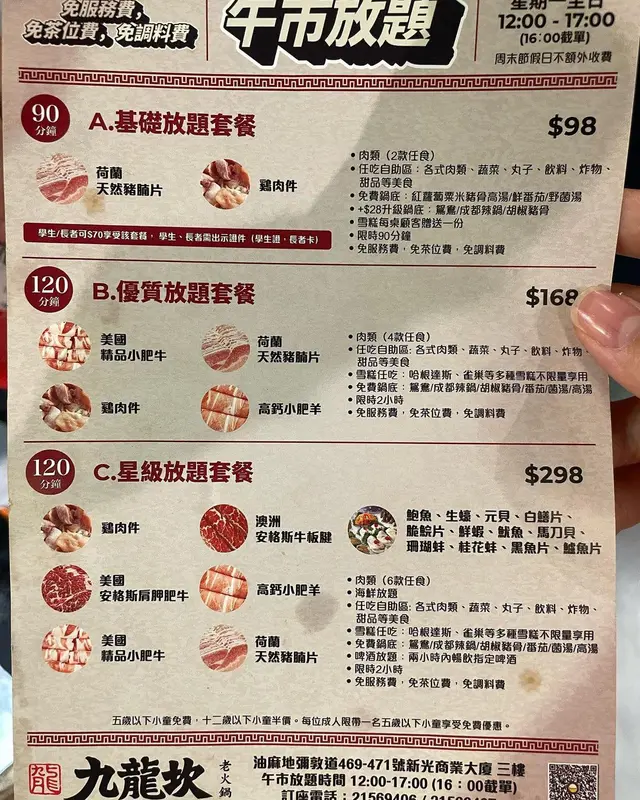 免服務費，
免茶位費，免調料費
午市放題
星期一至日
12:00 - 17:00
(16:00截單)
周末節假日不額外收費
90
分鐘
A.基礎放題套餐
$98
荷蘭
天然豬腩片
雞肉件
學生/長者可$70享受該套餐，學生、長者需出示證件（學生證，長者卡）
•肉類（2款任食）
•任吃自助區：各式肉類、蔬菜、丸子、飲料、炸物、
甜品等美食
•免費鍋底：紅蘿蔔粟米豬骨高湯/鮮番茄/野菌湯
•+$28升級鍋底：鴛鴦/成都辣鍋/胡椒豬骨
•雪糕每桌顧客贈送一份
•限時90分鐘
•免服務費，免茶位費，免調料費
120
分鐘
B.優質放題套餐
$168
美國
精品小肥牛
荷蘭
天然豬腩片
雞肉件
高鈣小肥羊
•肉類（4款任食）
•任吃自助區：各式肉類、蔬菜、丸子、飲料、炸物、
甜品等美食
•雪糕任吃：哈根達斯、雀巢等多種雪糕不限量享用
•免費鍋底：鴛鴦/成都辣鍋/胡椒豬骨/番茄/菌湯/高湯
•限時2小時
•免服務費，免茶位費，免調料費
120
分鐘
C.星級放題套餐
$298
雞肉件
澳洲
安格斯牛板腱
鮑魚、生蠔、元貝、白鱔片、
脆鯇片、鮮蝦、魷魚、馬刀貝、
珊瑚蚌、桂花蚌、黑魚片、鱸魚片
美國
安格斯肩胛肥牛
高鈣小肥羊
美國
精品小肥牛
荷蘭
天然豬腩片
•肉類（6款任食）
•海鮮放題
•任吃自助區：各式肉類、蔬菜、丸子、飲料、炸物、
甜品等美食
•雪糕任吃：哈根達斯、雀巢等多種雪糕不限量享用
•免費鍋底：鴛鴦/成都辣鍋/胡椒豬骨/番茄/菌湯/高湯
•啤酒放題：兩小時內暢飲指定啤酒
•限時2小時
•免服務費，免茶位費，免調料費
五歲以下小童免費，十二歲以下小童半價。每位成人限帶一名五歲以下小童享受免費優惠。
九龍坎
老火鍋
油麻地彌敦道469-471號新光商業大廈 三樓
午市放題時間 12:00-17:00 (16：00截單)
訂座電話：21569406 /